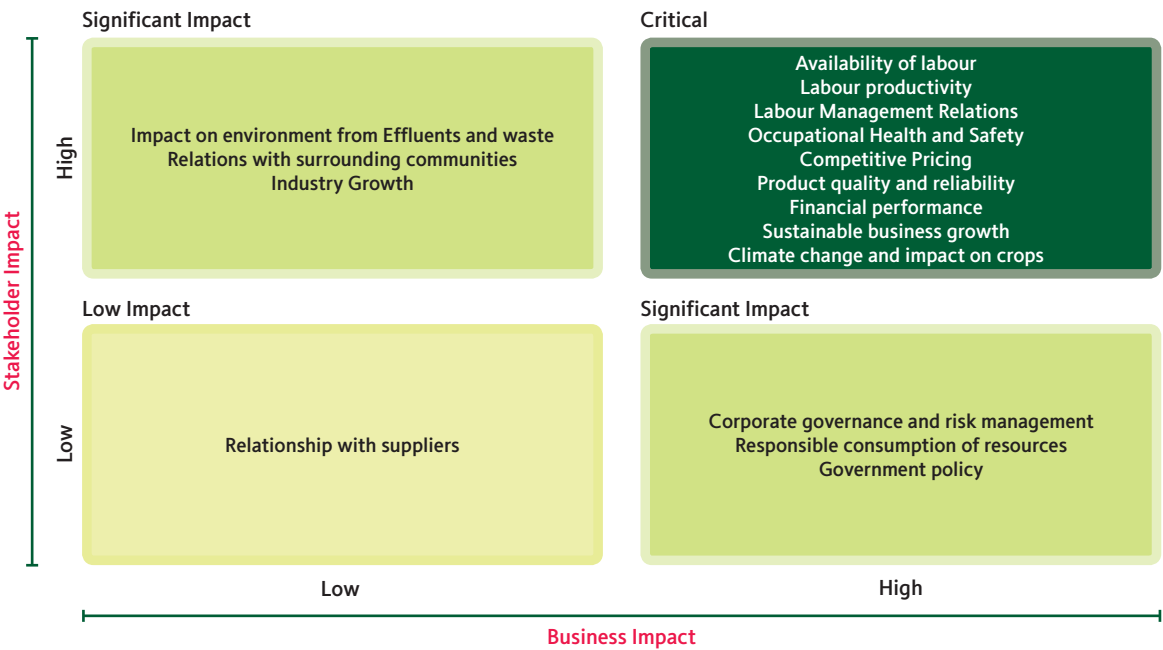 Significant Impact
Critical
Stakeholder Impact
High
Impact on environment from Effluents and waste
Relations with surrounding communities
Industry Growth
Availability of labour
Labour productivity
Labour Management Relations
Occupational Health and Safety
Competitive Pricing
Product quality and reliability
Financial performance
Sustainable business growth
Climate change and impact on crops
Low Impact
Significant Impact
Low
Relationship with suppliers
Corporate governance and risk management
Responsible consumption of resources
Government policy
Low
High
Business Impact